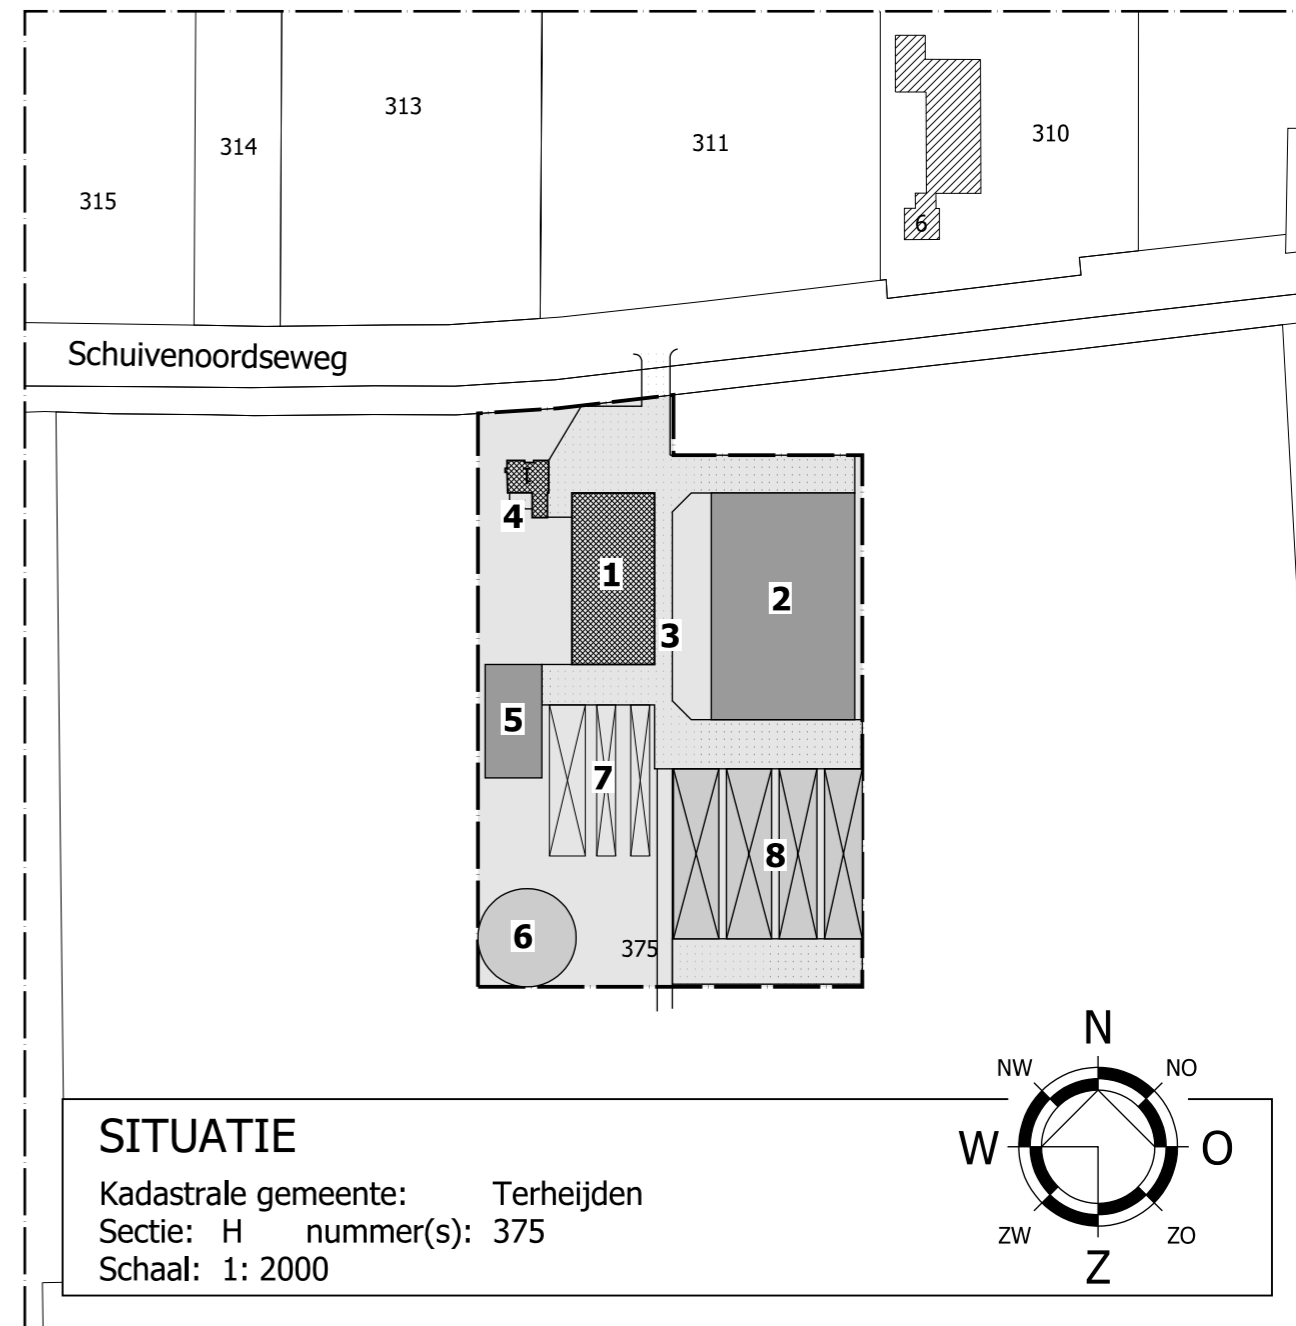 313
314
311
310
315
6
Schuivenoordseweg
4
1
2
3
5
7
8
6
375
N
NW NO
W O
ZW ZO
Z
SITUATIE
Kadastrale gemeente: Terheijden
Sectie: H nummer(s): 375
Schaal: 1: 2000